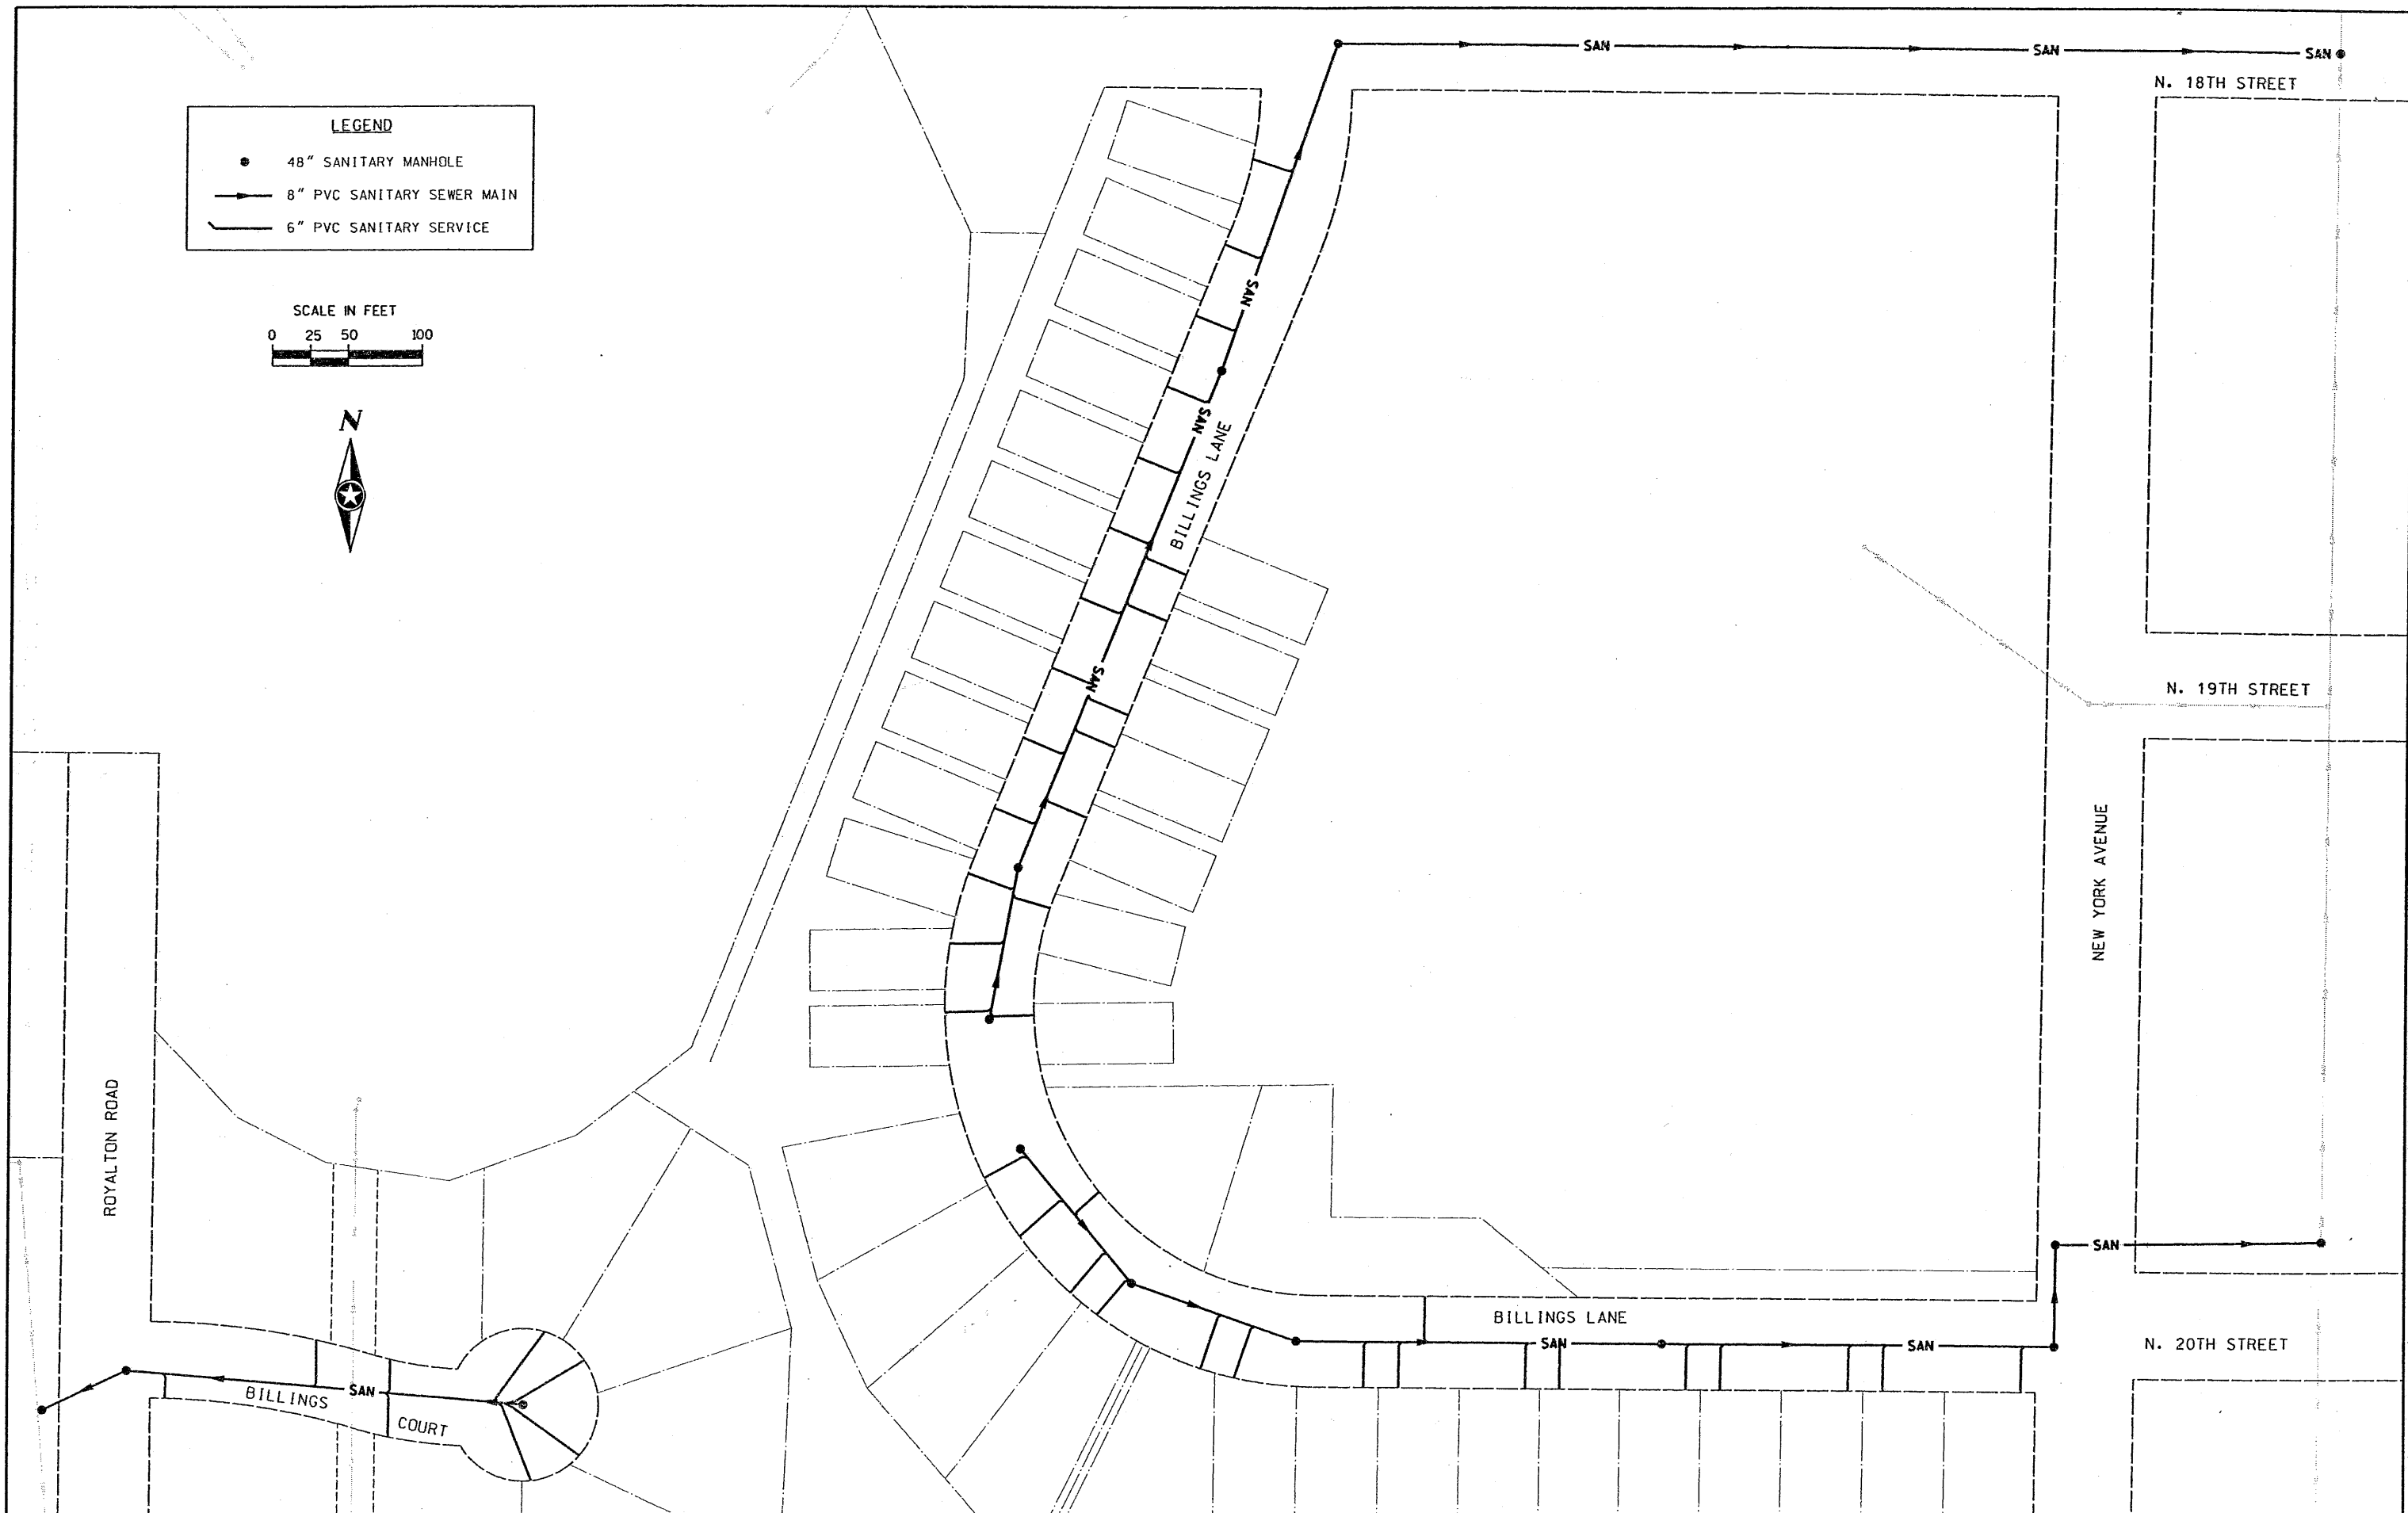 SAN
SAN
SAN
N. 18TH STREET
LEGEND
48" SANITARY MANHOLE
8" PVC SANITARY SEWER MAIN
6" PVC SANITARY SERVICE
SCALE IN FEET
0 25 50 100
N
SAN
SAN
BILLINGS LANE
SAN
N. 19TH STREET
NEW YORK AVENUE
ROYALTON ROAD
SAN
BILLINGS LANE
SAN
SAN
N. 20TH STREET
SAN
BILLINGS
COURT